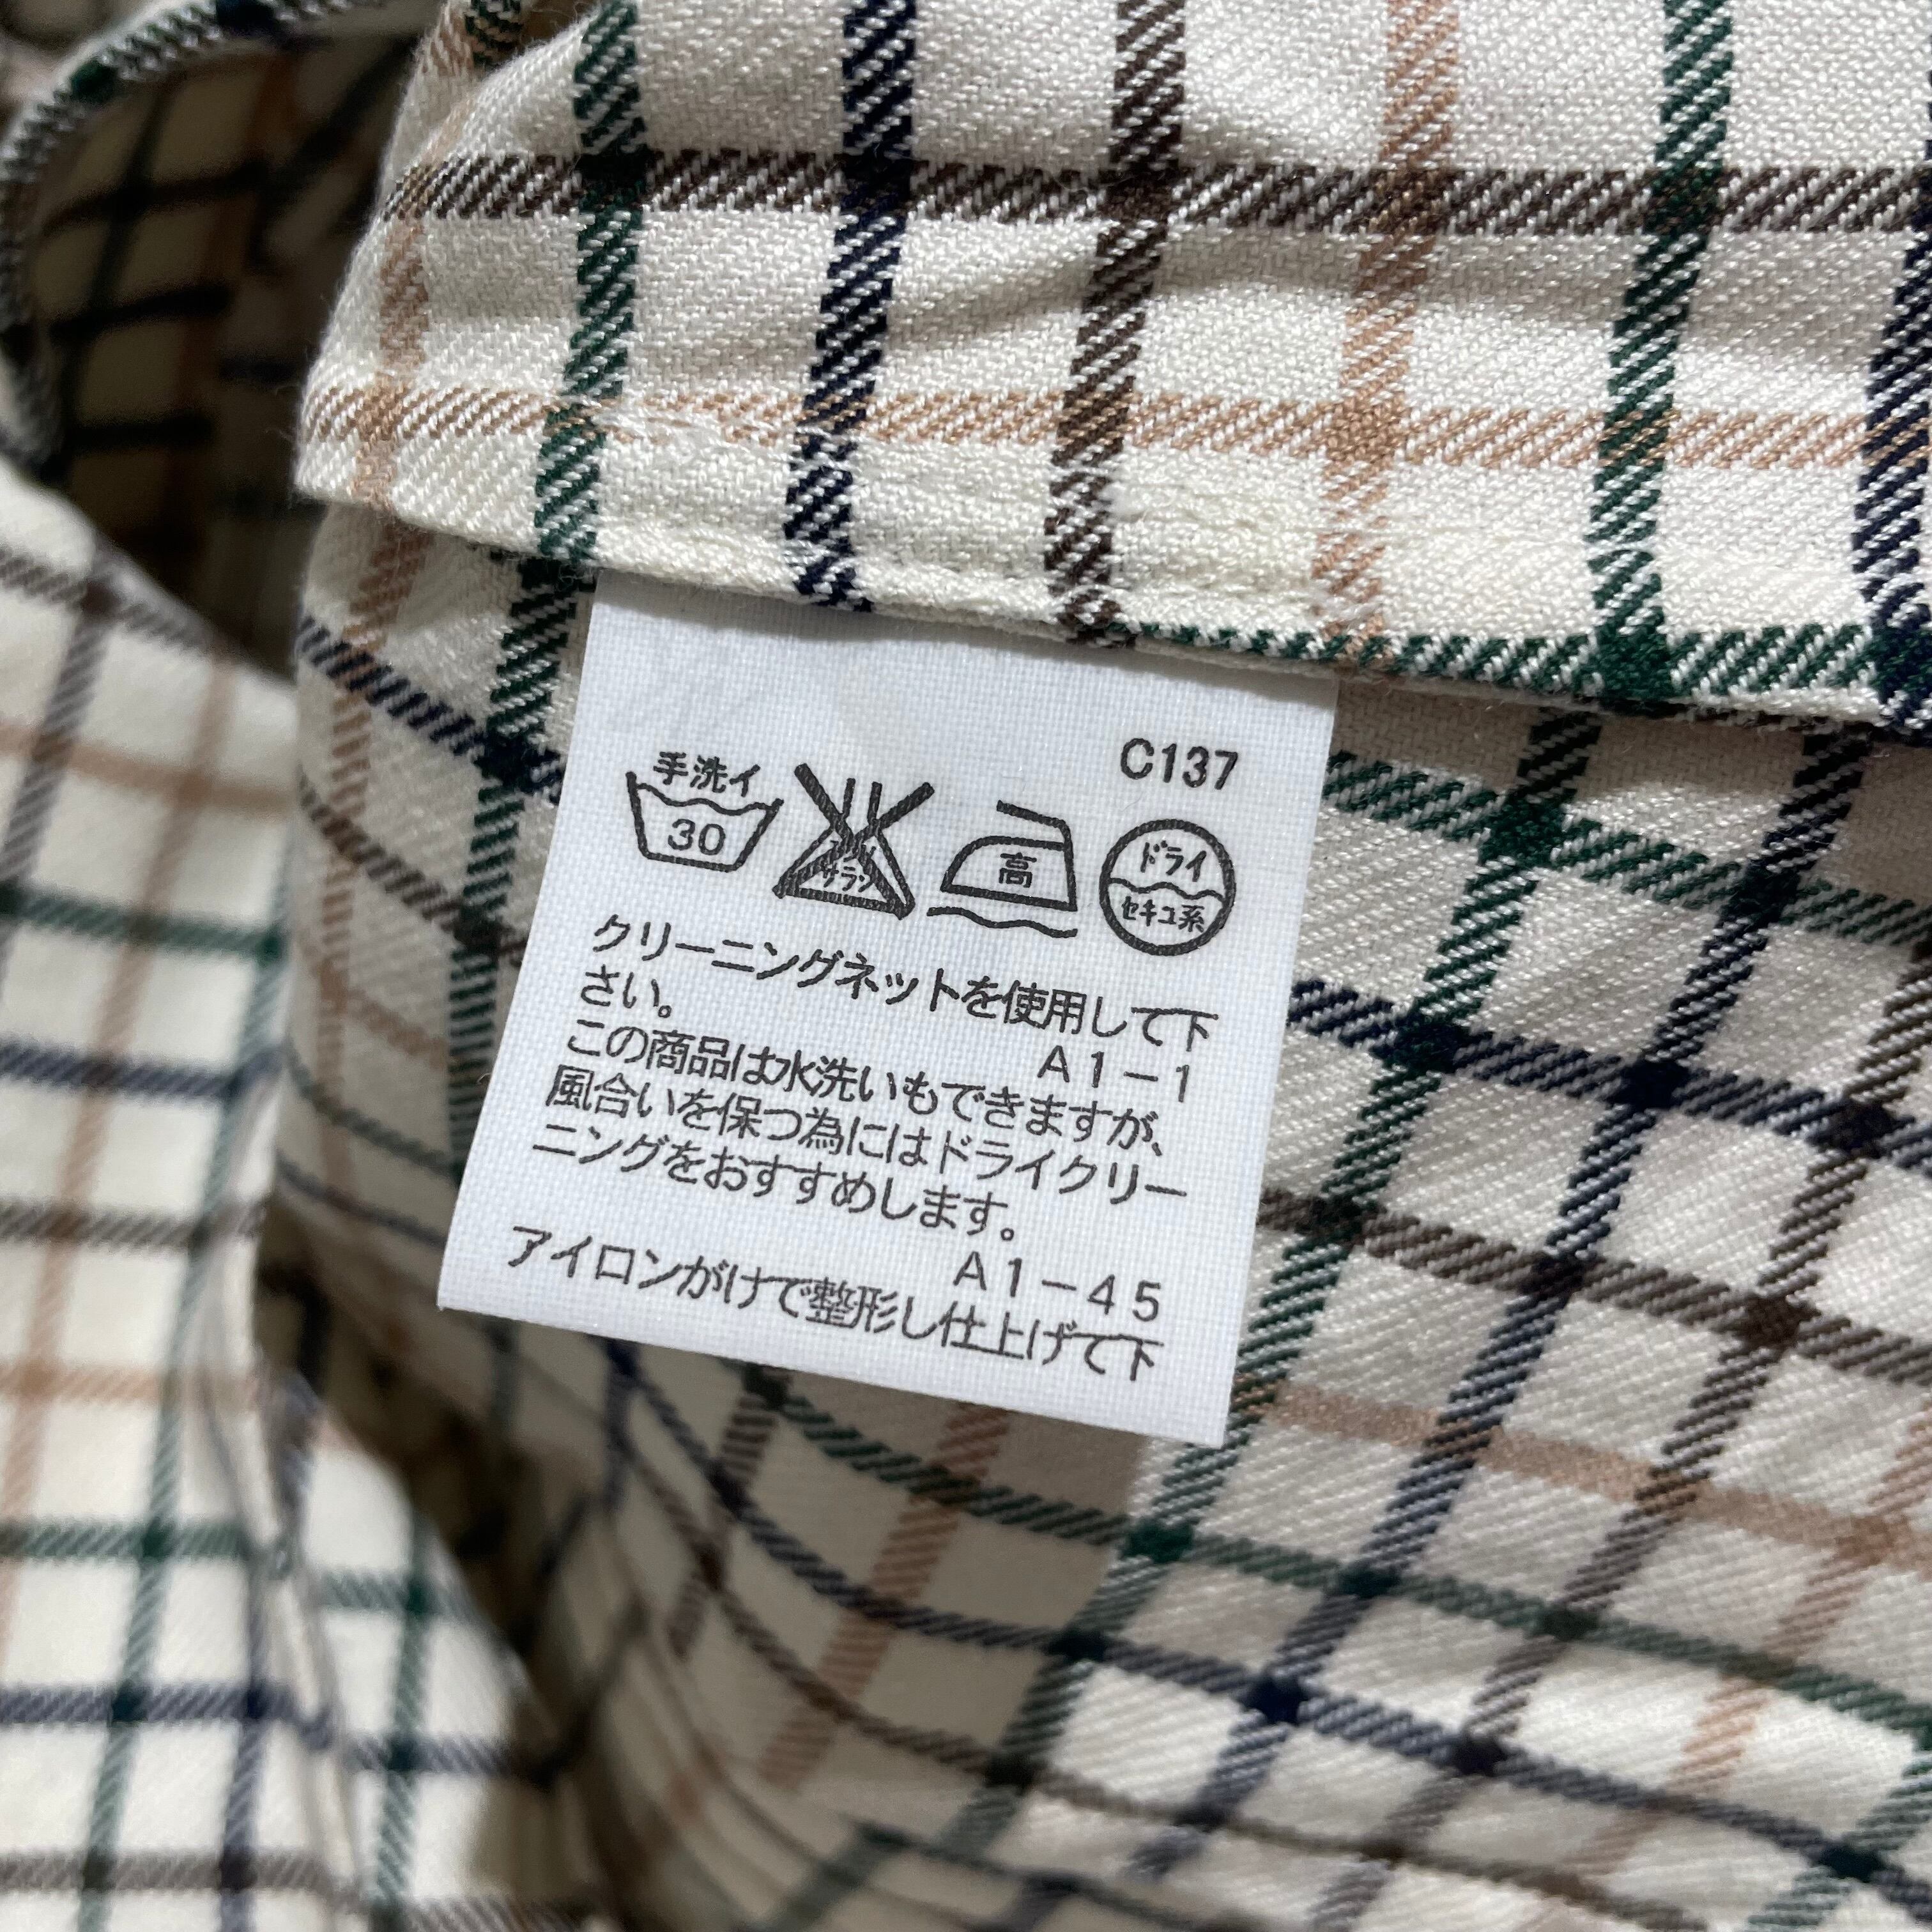 C137
手洗イ
30
サラシ
高
ドライ
セキユ系
クリーニングネットを使用して下
さい。
A1-1
この商品は水洗いもできますが、
風合いを保つ為にはドライクリー
ニングをおすすめします。
A1-45
アイロンがけで整形し仕上げて下